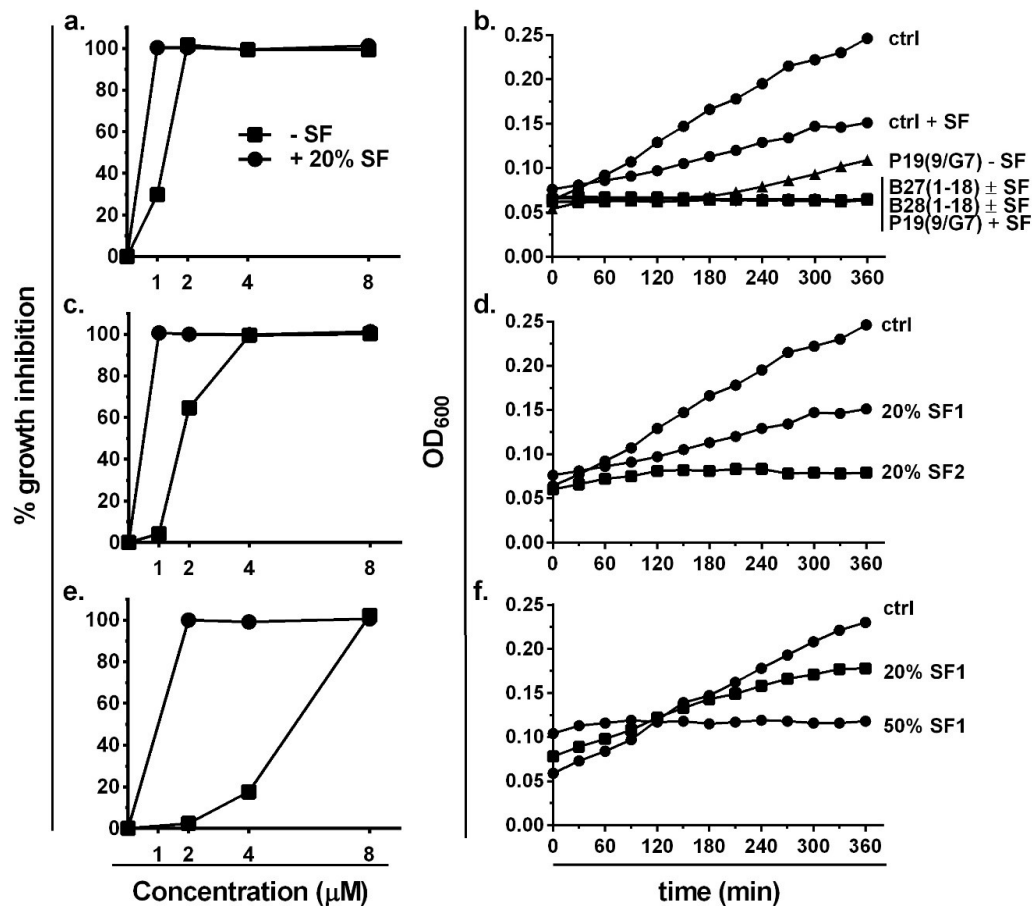 a.
100
80
60
40
20
0
1
2
4
8
- SF
+ 20% SF
b.
0.25
0.20
0.15
0.10
0.05
0.00
0 60 120 180 240 300 360
ctrl
ctrl + SF
P19(9/G7) - SF
B27(1-18) ± SF
B28(1-18) ± SF
P19(9/G7) + SF
c.
100
80
60
40
20
0
1 2 4 8
d.
0.25
0.20
0.15
0.10
0.05
0.00
0 60 120 180 240 300 360
ctrl
20% SF1
20% SF2
e.
100
80
60
40
20
0
1 2 4 8
f.
0.25
0.20
0.15
0.10
0.05
0.00
0 60 120 180 240 300 360
ctrl
20% SF1
50% SF1
% growth inhibition
OD600
Concentration (µM)
time (min)